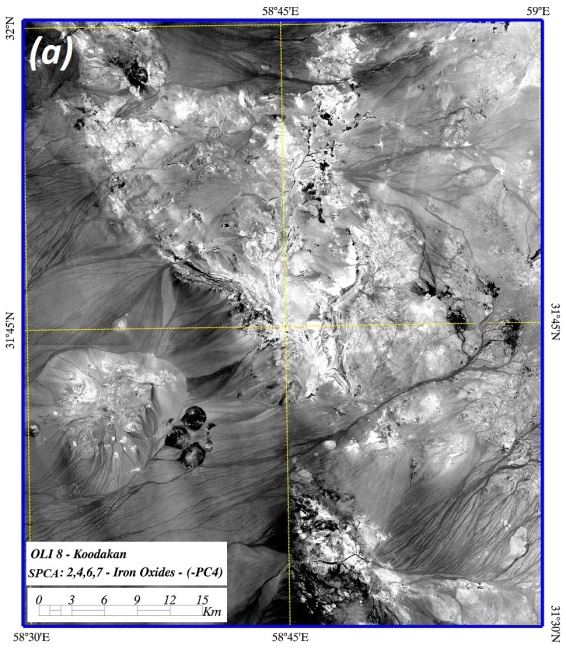 58°45'E
59°E
32°N
(a)
31°45'N
31°45'N
OLI 8 - Koodakan
SPCA: 2,4,6,7 - Iron Oxides - (-PC4)
0 3 6 9 12 15
Km
31°30'N
58°30'E
58°45'E